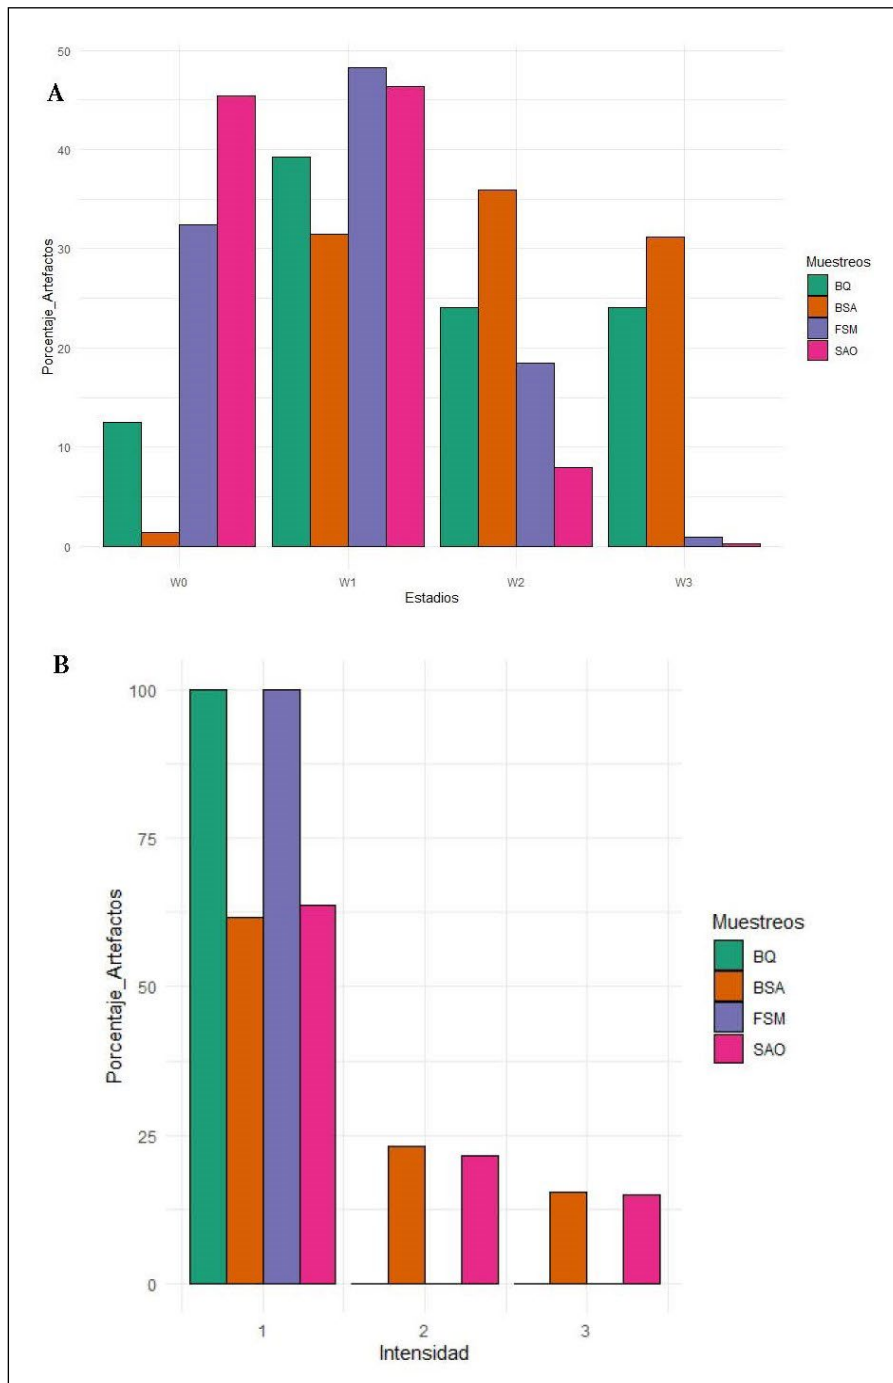 A
50
40
30
20
10
0
Porcentaje_Artefactos
W0
W1
W2
W3
Estadios
Muestreos
BQ
BSA
FSM
SAO
B
100
75
50
25
0
Porcentaje_Artefactos
1
2
3
Intensidad
Muestreos
BQ
BSA
FSM
SAO